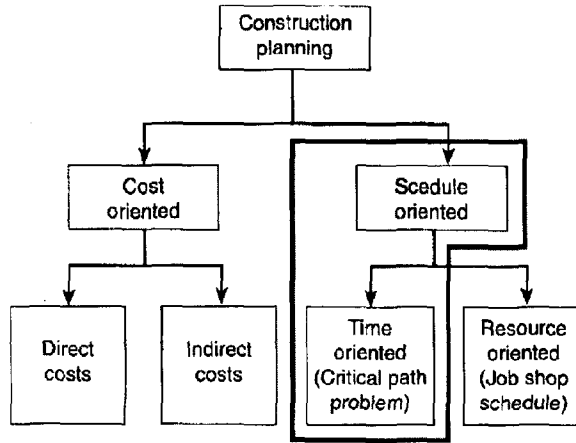 Construction
planning
Cost
oriented
Scedule
oriented
Direct
costs
Indirect
costs
Time
oriented
(Critical path
problem)
Resource
oriented
(Job shop
schedule)